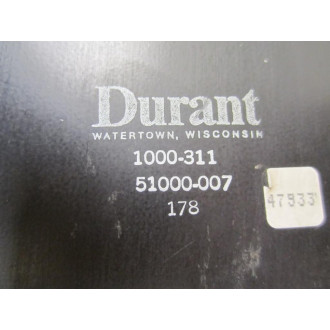 Durant
WATERTOWN, WISCONSIN
1000-311
51000-007
178
47933